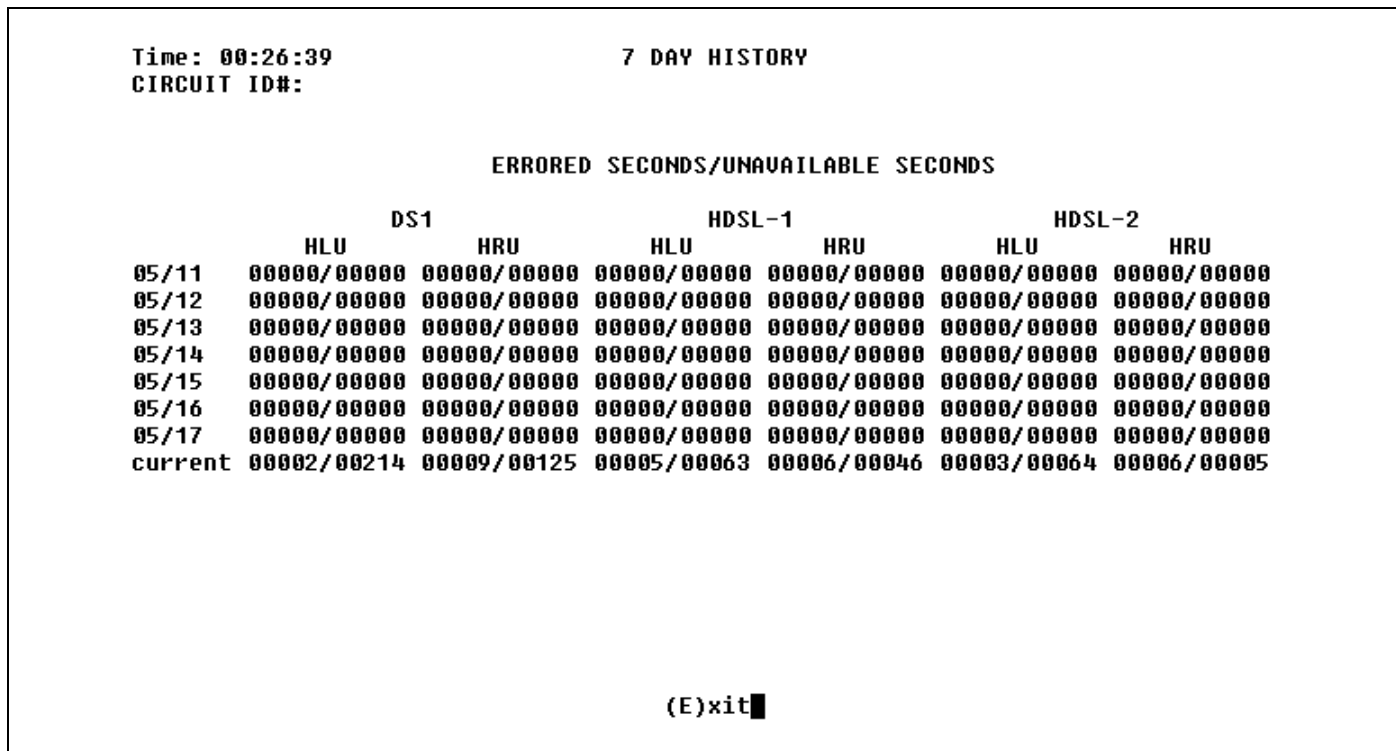 Time: 00:26:39 7 DAY HISTORY
CIRCUIT ID#:
ERRORED SECONDS/UNAVAILABLE SECONDS
DS1 HDSL-1 HDSL-2
HLU HRU HLU HRU HLU HRU
05/11 00000/00000 00000/00000 00000/00000 00000/00000 00000/00000 00000/00000
05/12 00000/00000 00000/00000 00000/00000 00000/00000 00000/00000 00000/00000
05/13 00000/00000 00000/00000 00000/00000 00000/00000 00000/00000 00000/00000
05/14 00000/00000 00000/00000 00000/00000 00000/00000 00000/00000 00000/00000
05/15 00000/00000 00000/00000 00000/00000 00000/00000 00000/00000 00000/00000
05/16 00000/00000 00000/00000 00000/00000 00000/00000 00000/00000 00000/00000
05/17 00000/00000 00000/00000 00000/00000 00000/00000 00000/00000 00000/00000
current 00002/00214 00009/00125 00005/00063 00006/00046 00003/00064 00006/00005
(E)xit